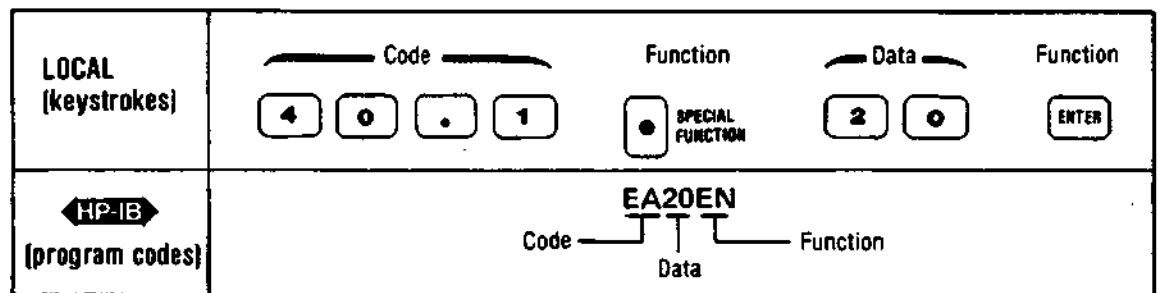 LOCAL
(keystrokes)
Code Function Data Function
4 0 . 1 SPECIAL
FUNCTION 2 0 ENTER
HP-IB
(program codes)
EA20EN
Code Function
Data